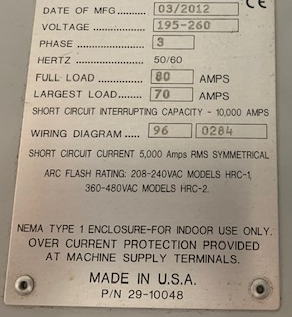 CE
DATE OF MFG.......... 03/2012
VOLTAGE ................ 195-260
PHASE .................... 3
HERTZ 50/60
FULL LOAD .............. 80 AMPS
LARGEST LOAD........ 70 AMPS
SHORT CIRCUIT INTERRUPTING CAPACITY - 10,000 AMPS
WIRING DIAGRAM ..... 96 0284
SHORT CIRCUIT CURRENT 5,000 Amps RMS SYMMETRICAL
ARC FLASH RATING: 208-240VAC MODELS HRC-1,
360-480VAC MODELS HRC-2.
NEMA TYPE 1 ENCLOSURE-FOR INDOOR USE ONLY.
OVER CURRENT PROTECTION PROVIDED
AT MACHINE SUPPLY TERMINALS.
MADE IN U.S.A.
P/N 29-10048